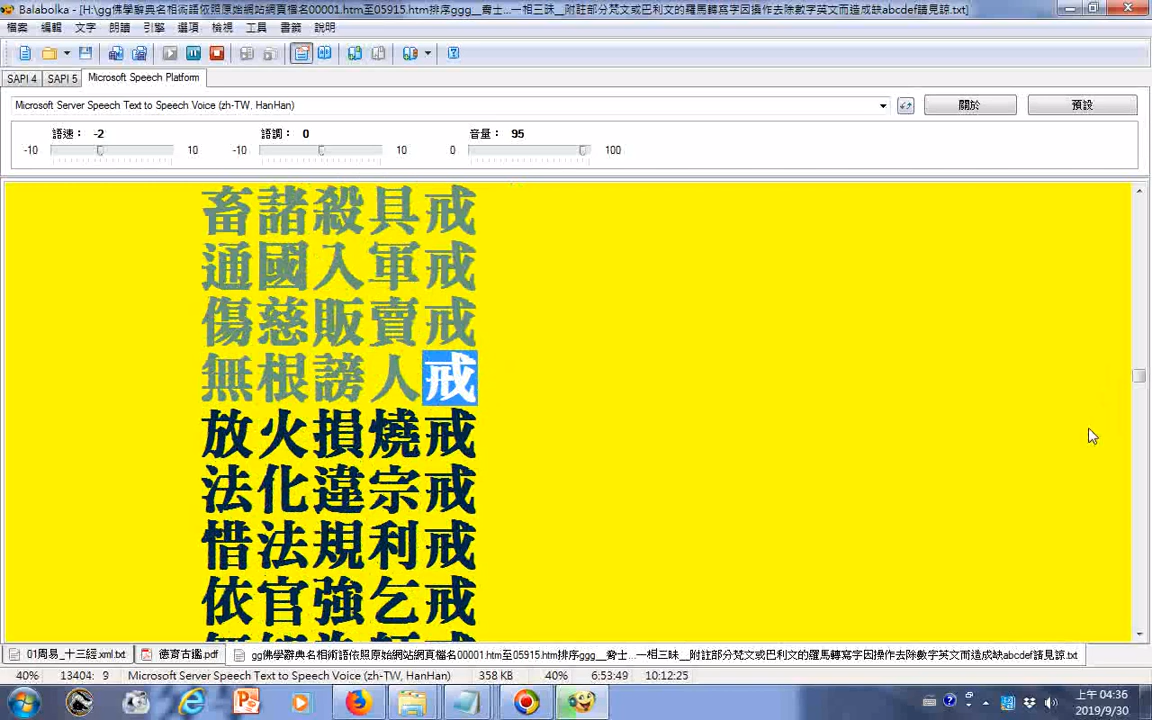 Balabolka - [H:\gg佛學辭典名相術語依照原始網站網頁檔名00001.htm至05915.htm排序ggg__脅士...一相三昧__附註部分梵文或巴利文的羅馬轉寫字因操作去除數字英文而造成缺abcdef請見諒.txt]
檔案 編輯 文字 朗讀 引擎 選項 檢視 工具 書籤 說明
SAPI 4 SAPI 5 Microsoft Speech Platform
Microsoft Server Speech Text to Speech Voice (zh-TW, HanHan) 關於 預設
語速： -2 語調： 0 音量： 95
-10 10 -10 10 0 100
畜諸殺具戒
通國入軍戒
傷慈販賣戒
無根謗人戒
放火損燒戒
法化違宗戒
惜法規利戒
依官強乞戒
01周易_十三經.xml.txt 德育古鑑.pdf gg佛學辭典名相術語依照原始網站網頁檔名00001.htm至05915.htm排序ggg__脅士...一相三昧__附註部分梵文或巴利文的羅馬轉寫字因操作去除數字英文而造成缺abcdef請見諒.txt
40% 13404: 9 Microsoft Server Speech Text to Speech Voice (zh-TW, HanHan) 358 KB 40% 6:53:49 10:12:25
上午 04:36
2019/9/30